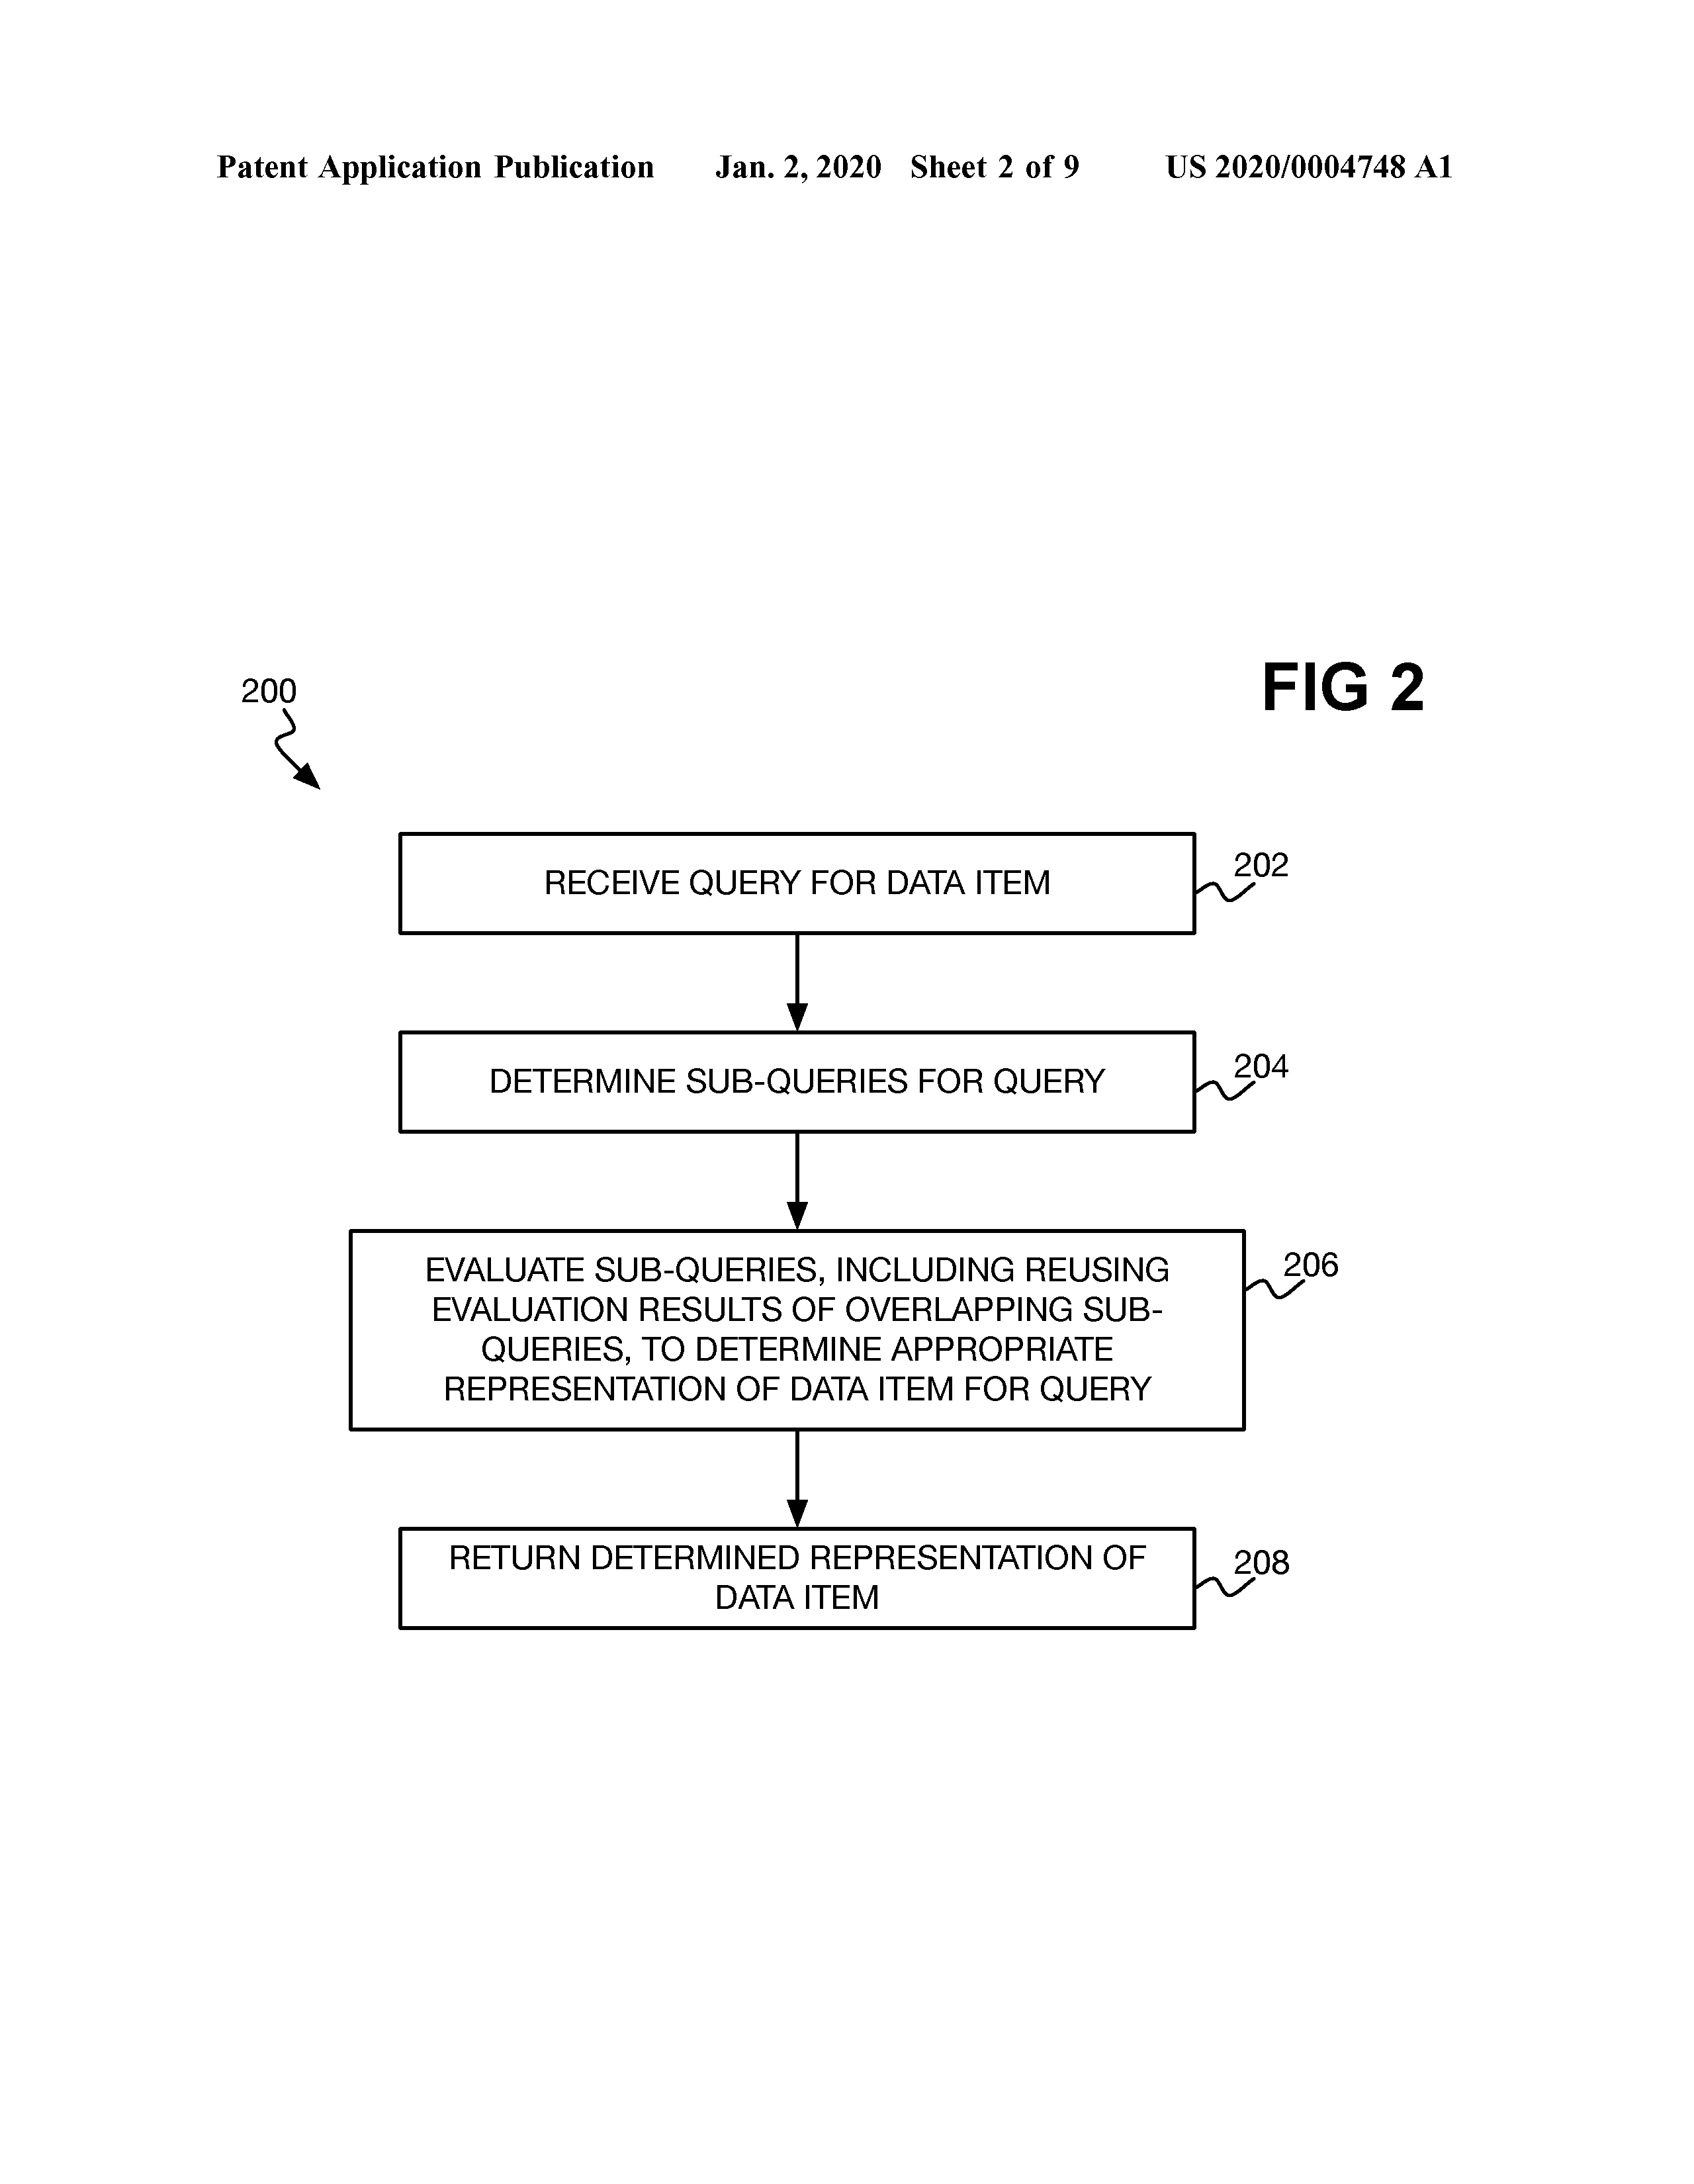 Patent Application Publication Jan. 2, 2020 Sheet 2 of 9 US 2020/0004748 A1
FIG 2
200
RECEIVE QUERY FOR DATA ITEM
202
DETERMINE SUB-QUERIES FOR QUERY
204
EVALUATE SUB-QUERIES, INCLUDING REUSING
EVALUATION RESULTS OF OVERLAPPING SUB-
QUERIES, TO DETERMINE APPROPRIATE
REPRESENTATION OF DATA ITEM FOR QUERY
206
RETURN DETERMINED REPRESENTATION OF
DATA ITEM
208